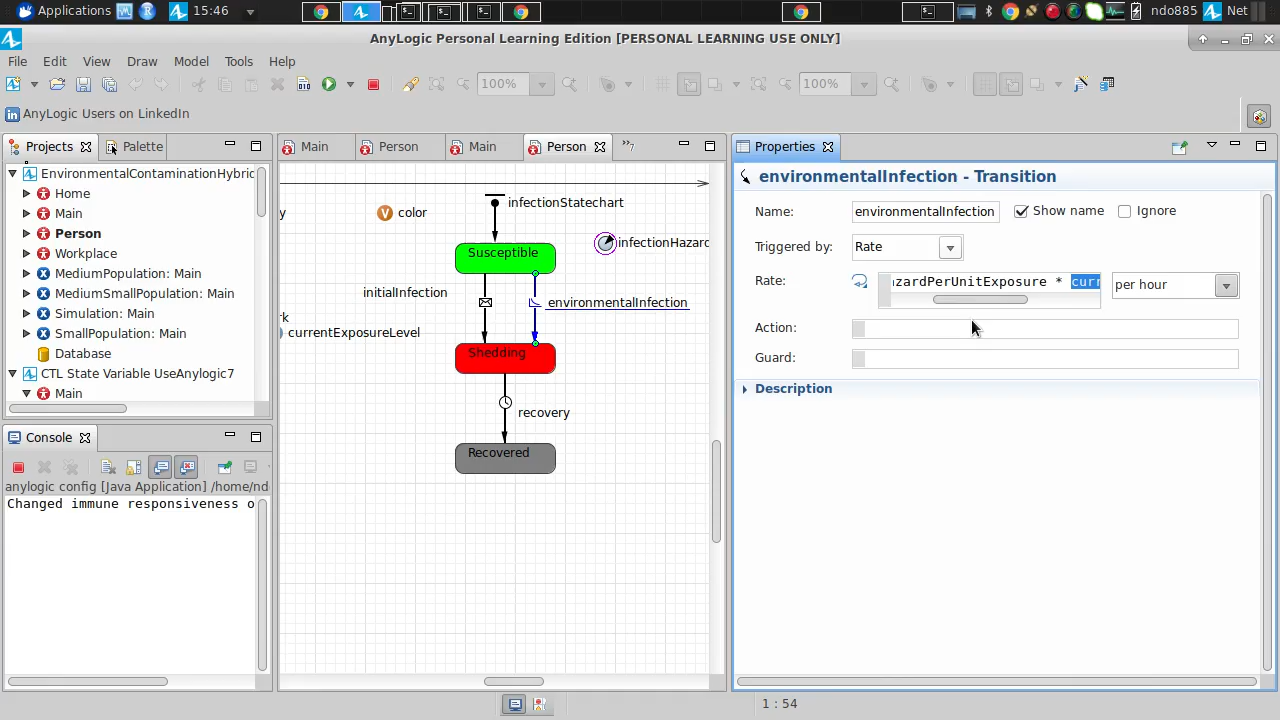 Applications 15:46 ndo885 Net
AnyLogic Personal Learning Edition [PERSONAL LEARNING USE ONLY]
File Edit View Draw Model Tools Help
100% 100%
AnyLogic Users on LinkedIn
Projects Palette
EnvironmentalContaminationHybric
Home
Main
Person
Workplace
MediumPopulation: Main
MediumSmallPopulation: Main
Simulation: Main
SmallPopulation: Main
Database
CTL State Variable UseAnylogic7
Main
Console
anylogic config [Java Application] /home/nd
Changed immune responsiveness o
Main Person Main Person »7
y color infectionStatechart
Susceptible infectionHazard
initialInfection
environmentalInfection
rk
currentExposureLevel
Shedding
recovery
Recovered
Properties
environmentalInfection - Transition
Name: environmentalInfection Show name Ignore
Triggered by: Rate
Rate: zardPerUnitExposure * curr per hour
Action:
Guard:
Description
1 : 54